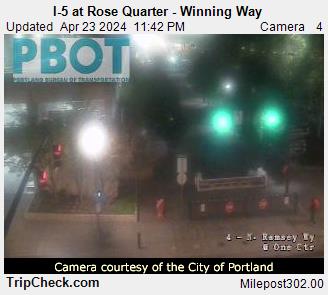 I-5 at Rose Quarter - Winning Way
Updated Apr 23 2024 11:42 PM Camera 4
PBOT
PORTLAND BUREAU OF TRANSPORTATION
4 - N. Ramsey Wy
W One Ctr
Camera courtesy of the City of Portland
TripCheck.com Milepost302.00